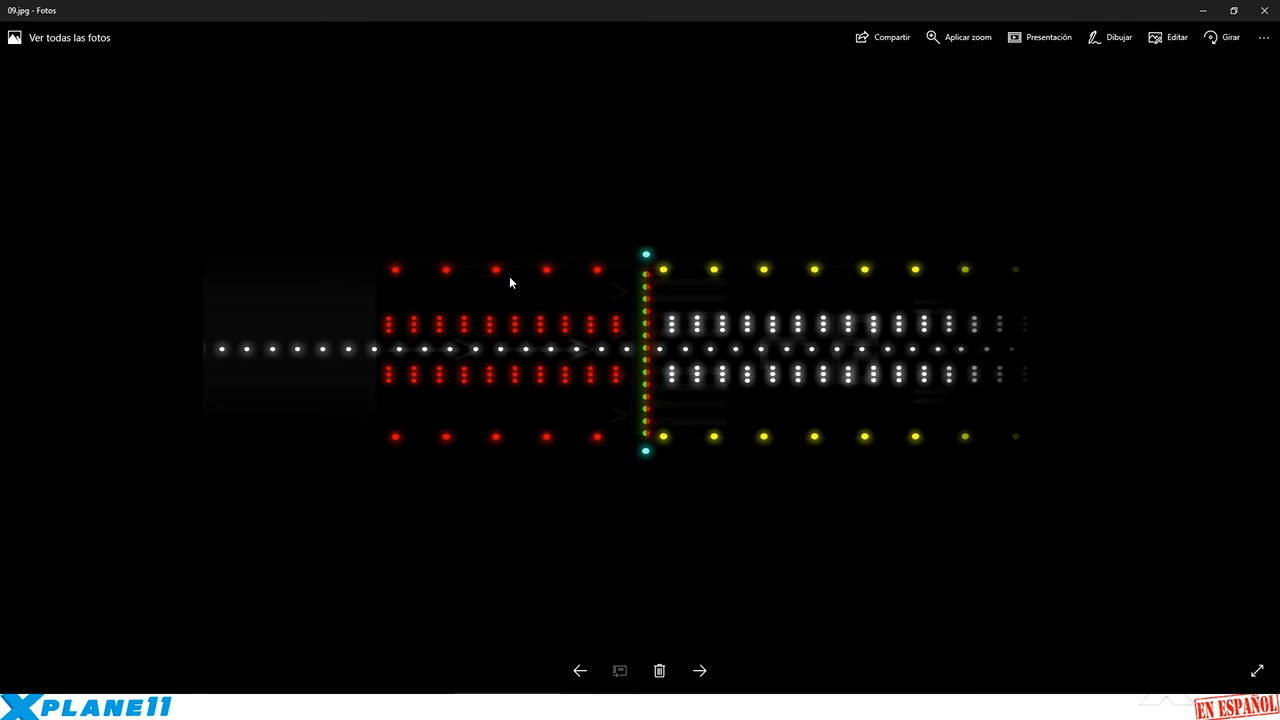 09.jpg - Fotos
Ver todas las fotos
Compartir
Aplicar zoom
Presentación
Dibujar
Editar
Girar
XPLANE11
EN ESPAÑOL